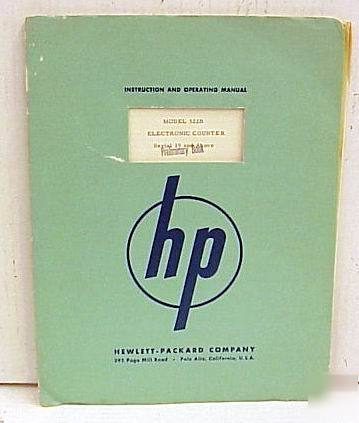 INSTRUCTION AND OPERATING MANUAL
MODEL 522B
ELECTRONIC COUNTER
Serial 19 and Above
Preliminary Book
hp
HEWLETT-PACKARD COMPANY
395 Page Mill Road • Palo Alto, California, U.S.A.